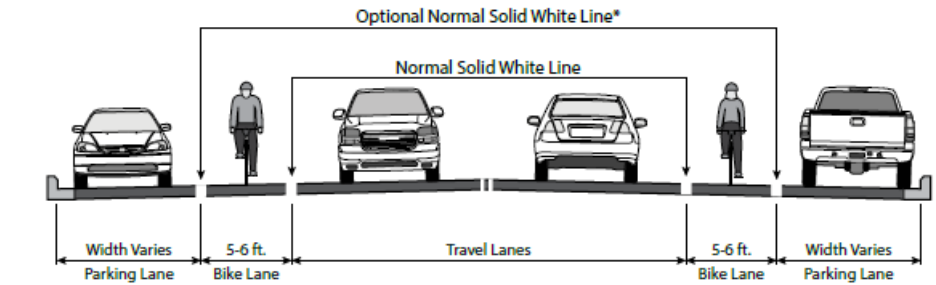 Optional Normal Solid White Line*
Normal Solid White Line
Width Varies
5-6 ft.
Travel Lanes
5-6 ft.
Width Varies
Parking Lane
Bike Lane
Bike Lane
Parking Lane